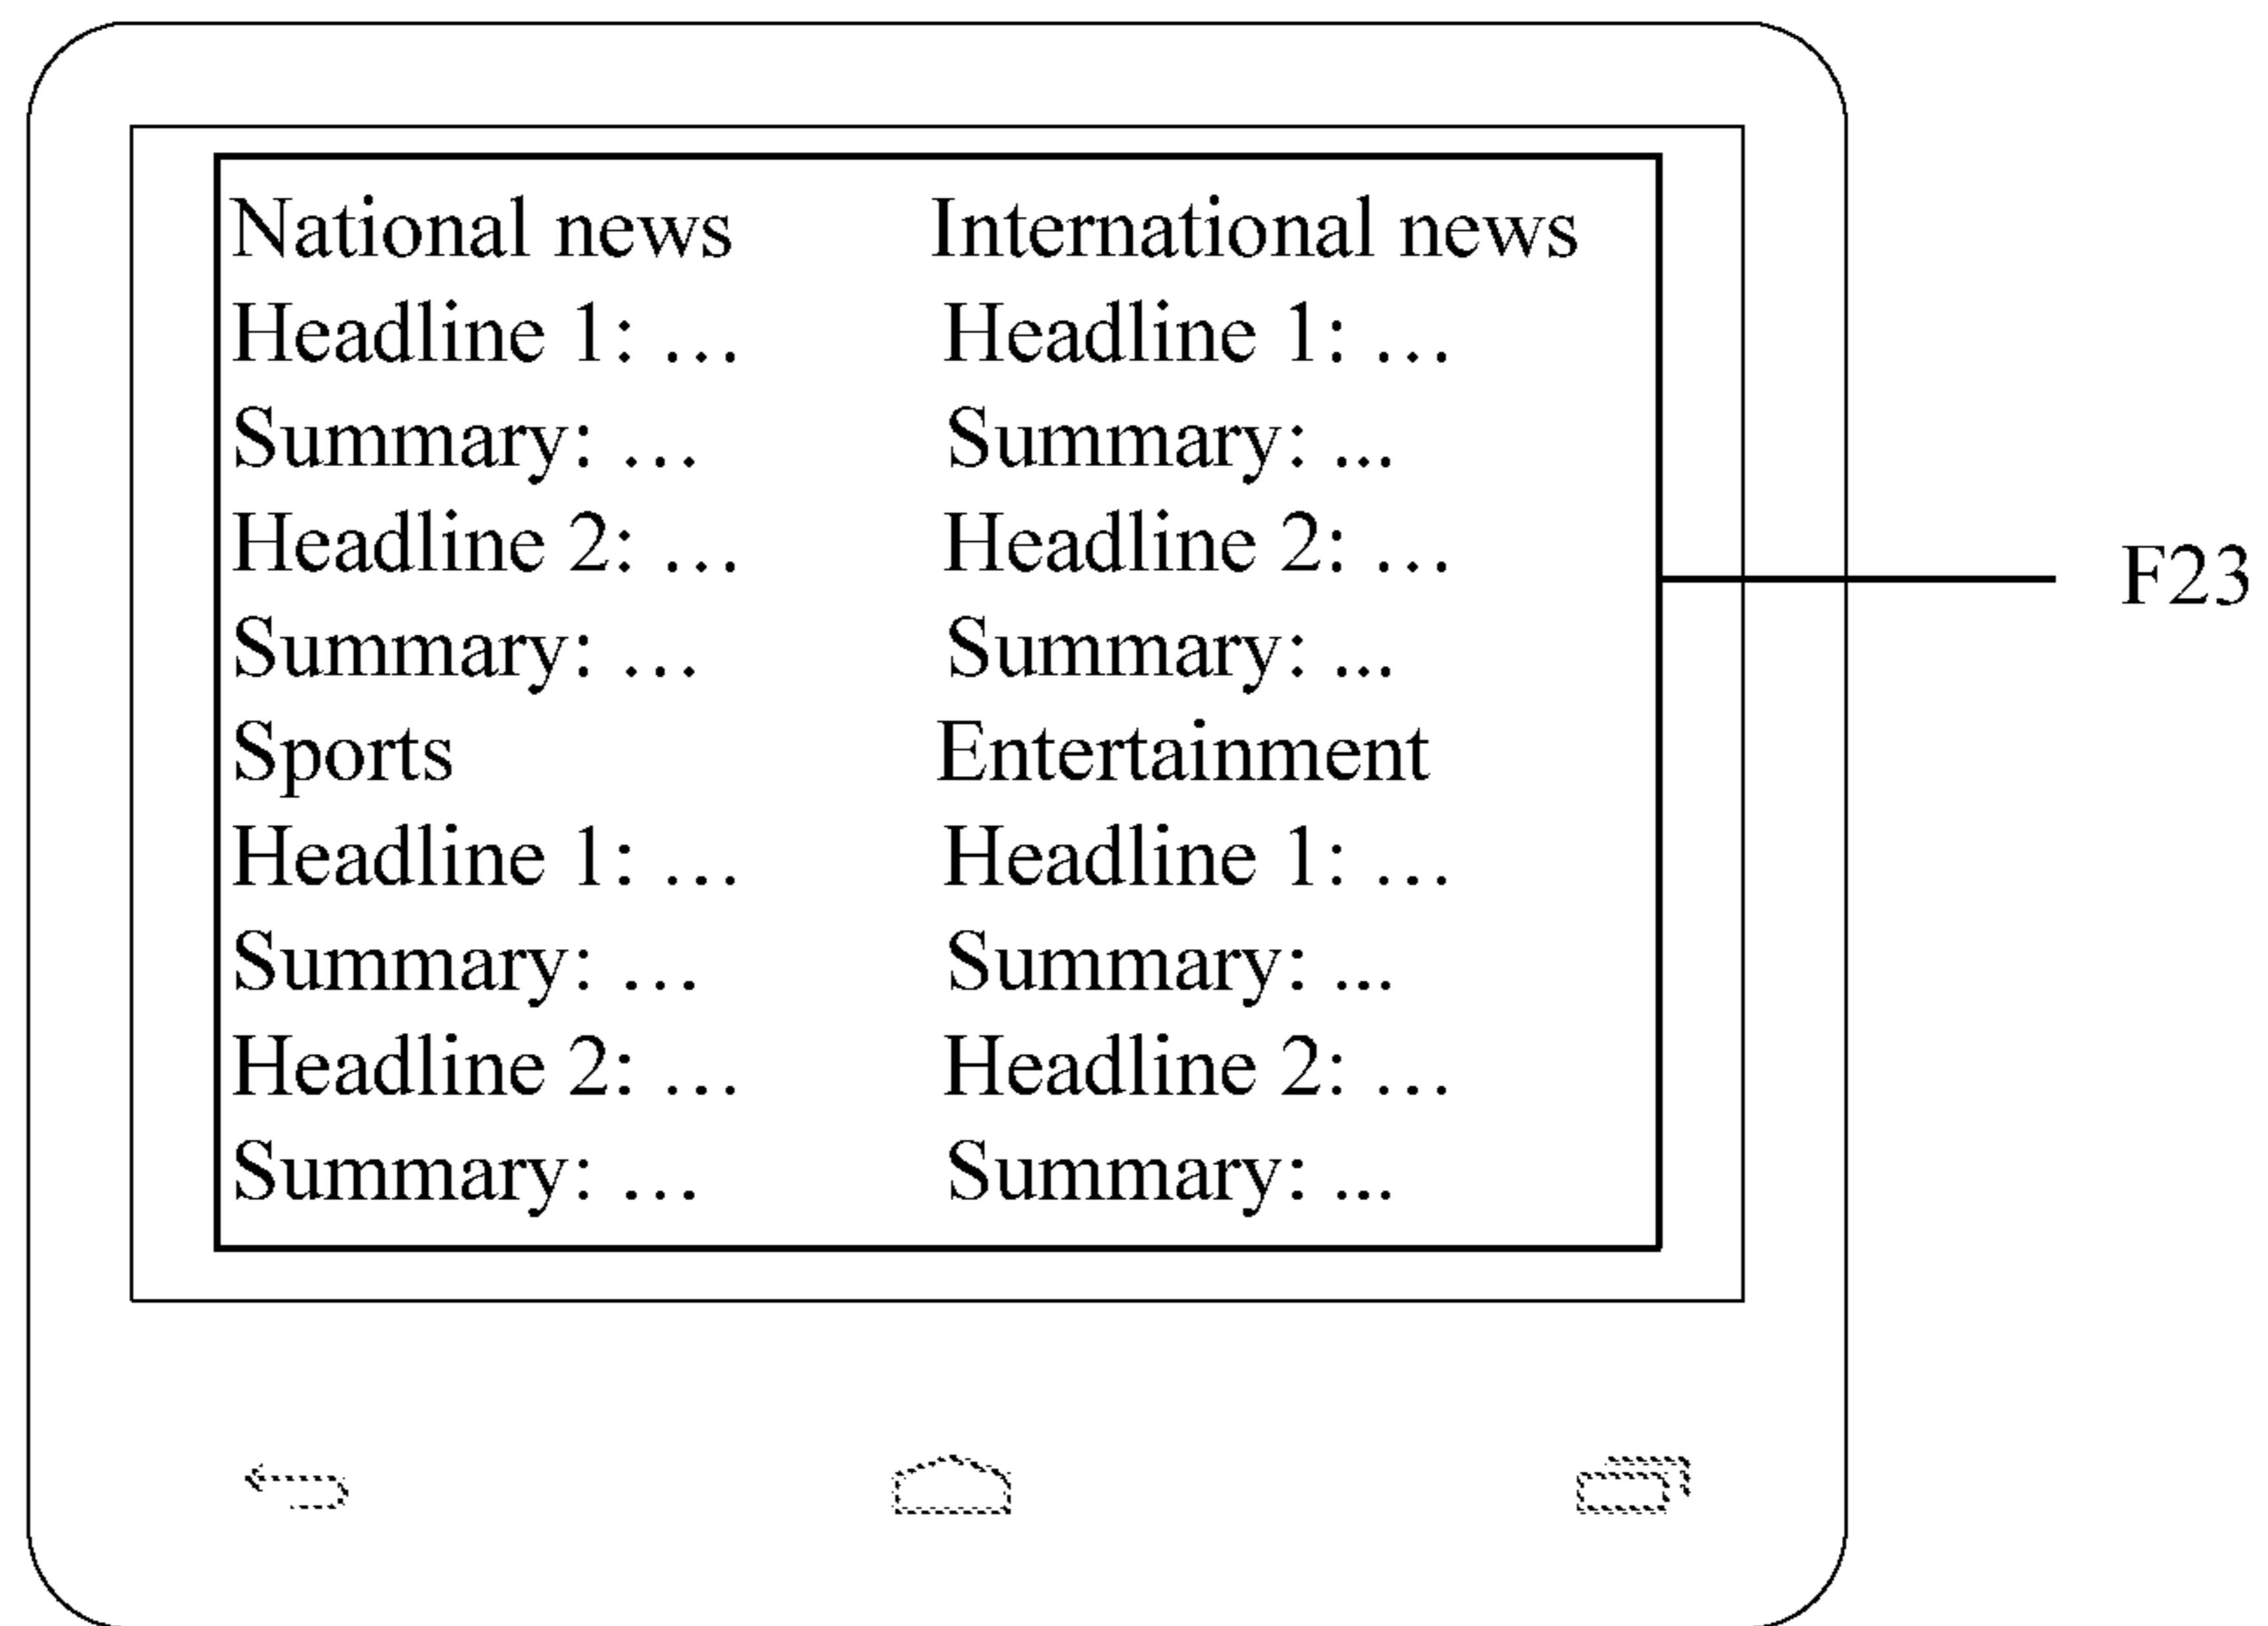 National news
Headline 1: ...
Summary: ...
Headline 2: ...
Summary: ...
International news
Headline 1: ...
Summary: ...
Headline 2: ...
Summary: ...
Sports
Headline 1: ...
Summary: ...
Headline 2: ...
Summary: ...
Entertainment
Headline 1: ...
Summary: ...
Headline 2: ...
Summary: ...
F23